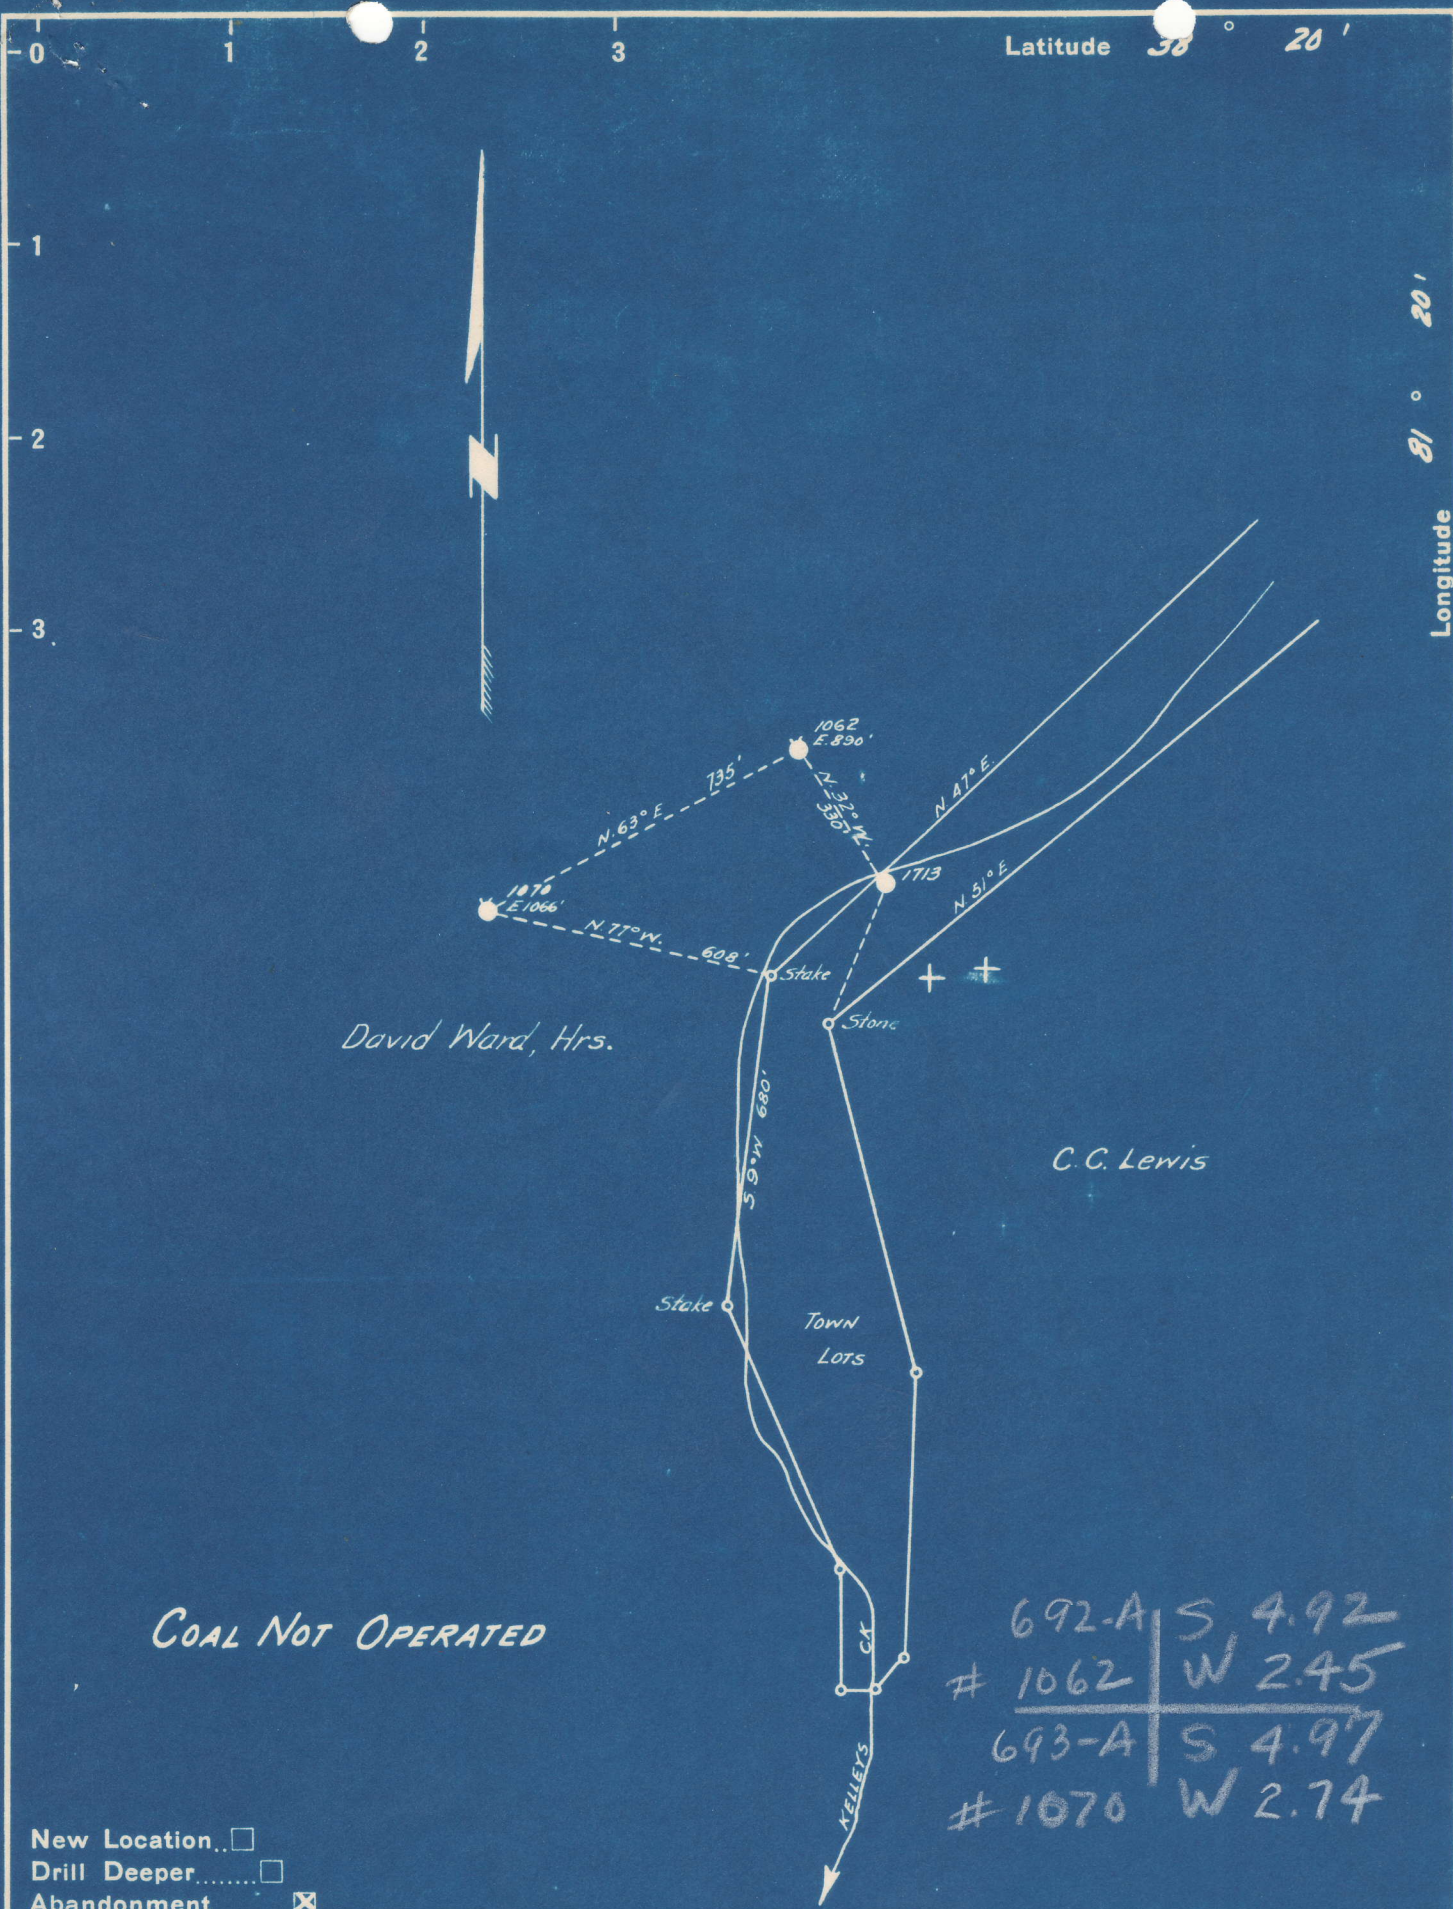 0 1 2 3 Latitude 38° 20'
1
2
3
Longitude 81° 20'
1062
E. 890'
735'
N. 63° E
N. 32° W.
330'
N. 47° E.
1713
N. 51° E
1070
E 1066'
N. 77° W.
608'
Stake
Stone
David Ward, Hrs.
S 9° W 680'
C. C. Lewis
Stake
TOWN
LOTS
COAL NOT OPERATED
KELLEYS CK
692-A S 4.92
# 1062 W 2.45
693-A S 4.97
# 1070 W 2.74
New Location..
Drill Deeper........
Abandonment